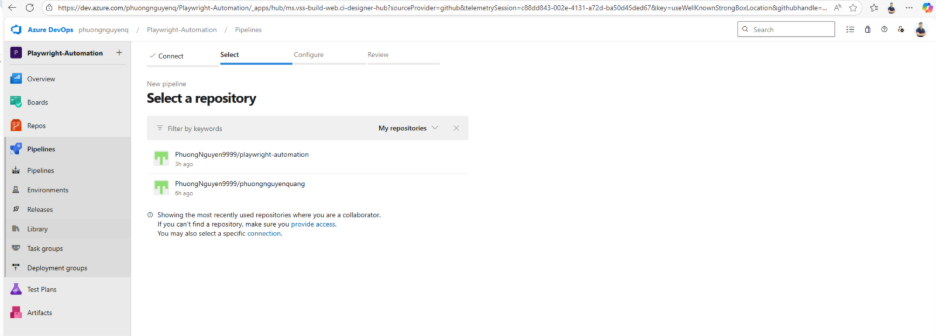 https://dev.azure.com/phuongnguyenq/Playwright-Automation/_apps/hub/ms.vss-build-web.ci-designer-hub?sourceProvider=github&telemetrySession=c88dd843-002e-4131-a72d-ba50d45ded67&key=useWellKnownStrongBoxLocation&githubhandle=...
Azure DevOps phuongnguyenq / Playwright-Automation / Pipelines
Search
P Playwright-Automation +
Overview
Boards
Repos
Pipelines
Pipelines
Environments
Releases
Library
Task groups
Deployment groups
Test Plans
Artifacts
Connect Select Configure Review
New pipeline
Select a repository
Filter by keywords My repositories
PhuongNguyen9999/playwright-automation
3h ago
PhuongNguyen9999/phuongnguyenquang
6h ago
Showing the most recently used repositories where you are a collaborator.
If you can't find a repository, make sure you provide access.
You may also select a specific connection.